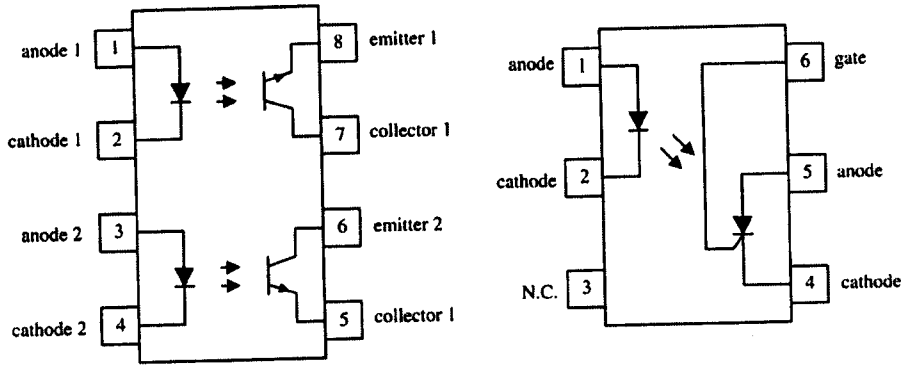 anode 1 1 8 emitter 1
cathode 1 2 7 collector 1
anode 2 3 6 emitter 2
cathode 2 4 5 collector 1
anode 1 6 gate
cathode 2 5 anode
N.C. 3 4 cathode